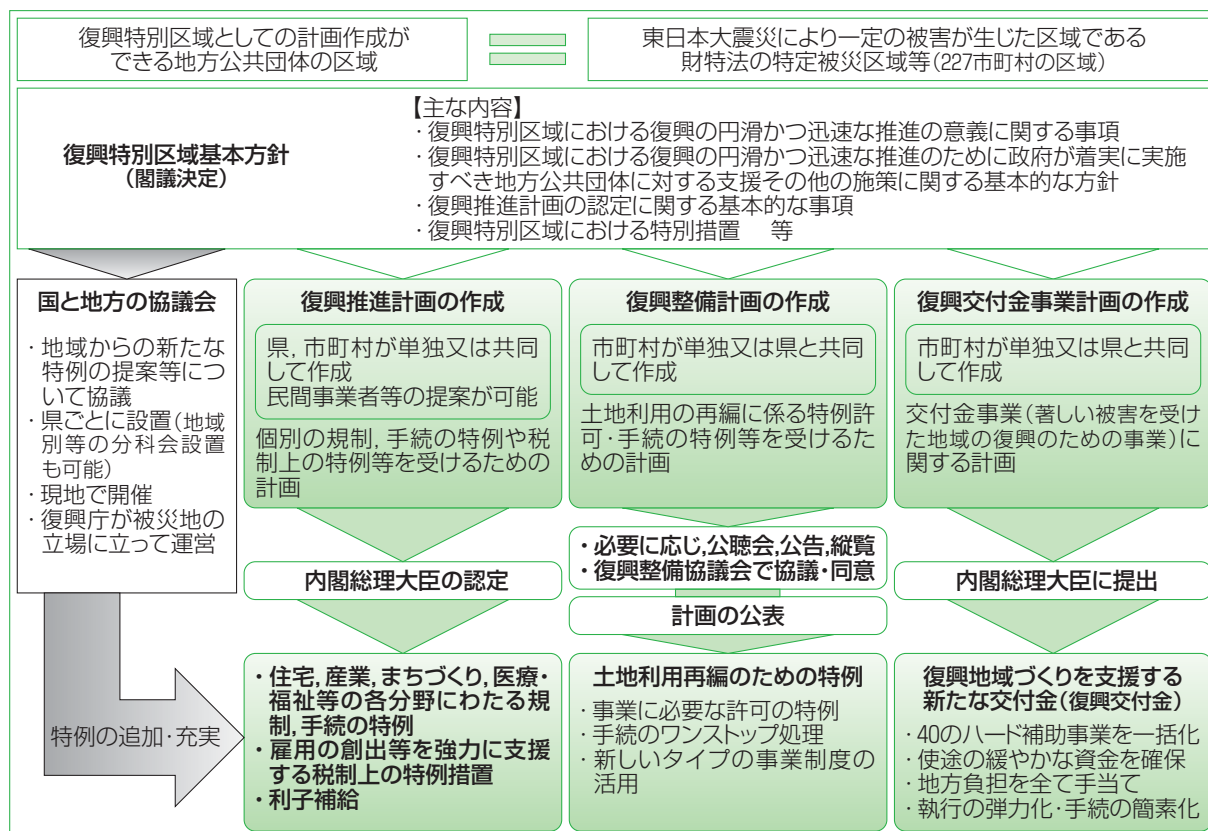 復興特別区域としての計画作成が
できる地方公共団体の区域
東日本大震災により一定の被害が生じた区域である
財特法の特定被災区域等（227市町村の区域）
復興特別区域基本方針
（閣議決定）
【主な内容】
・復興特別区域における復興の円滑かつ迅速な推進の意義に関する事項
・復興特別区域における復興の円滑かつ迅速な推進のために政府が着実に実施
すべき地方公共団体に対する支援その他の施策に関する基本的な方針
・復興推進計画の認定に関する基本的な事項
・復興特別区域における特別措置　等
国と地方の協議会
・地域からの新たな
特例の提案等につ
いて協議
・県ごとに設置（地域
別等の分科会設置
も可能）
・現地で開催
・復興庁が被災地の
立場に立って運営
復興推進計画の作成
県，市町村が単独又は共同
して作成
民間事業者等の提案が可能
個別の規制，手続の特例や税
制上の特例等を受けるための
計画
内閣総理大臣の認定
復興整備計画の作成
市町村が単独又は県と共同
して作成
土地利用の再編に係る特例許
可・手続の特例等を受けるた
めの計画
・必要に応じ，公聴会，公告，縦覧
・復興整備協議会で協議・同意
計画の公表
復興交付金事業計画の作成
市町村が単独又は県と共同
して作成
交付金事業（著しい被害を受け
た地域の復興のための事業）に
関する計画
内閣総理大臣に提出
特例の追加・充実
・住宅，産業，まちづくり，医療・
福祉等の各分野にわたる規
制，手続の特例
・雇用の創出等を強力に支援
する税制上の特例措置
・利子補給
土地利用再編のための特例
・事業に必要な許可の特例
・手続のワンストップ処理
・新しいタイプの事業制度の
活用
復興地域づくりを支援する
新たな交付金（復興交付金）
・40のハード補助事業を一括化
・使途の緩やかな資金を確保
・地方負担を全て手当て
・執行の弾力化・手続の簡素化